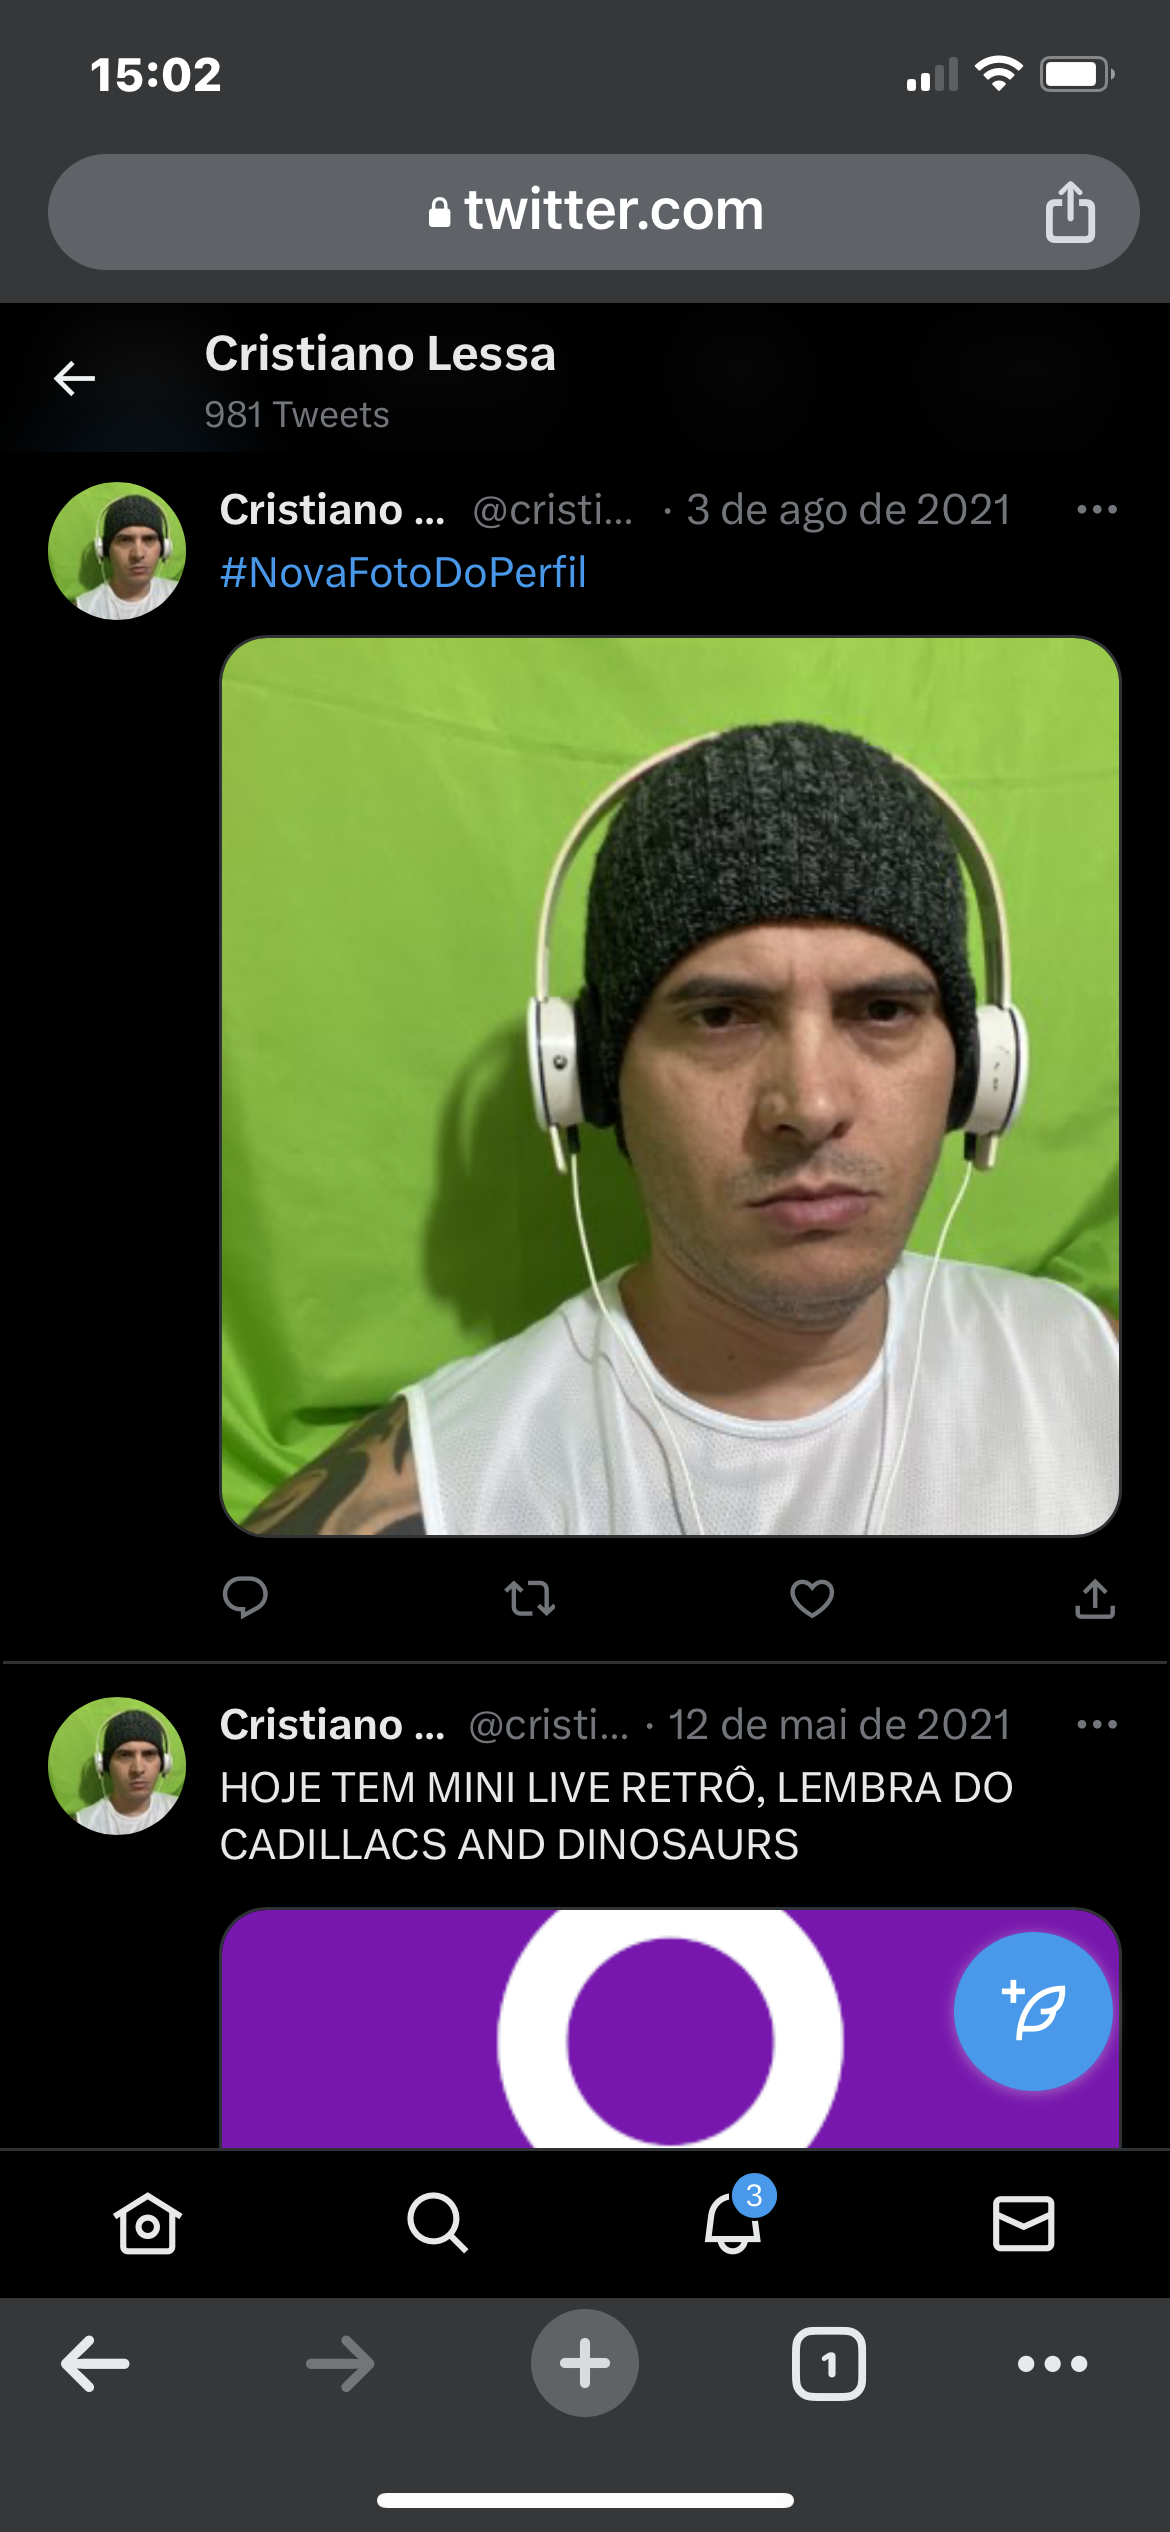 15:02
twitter.com
Cristiano Lessa
981 Tweets
Cristiano ... @cristi... · 3 de ago de 2021
#NovaFotoDoPerfil
Cristiano ... @cristi... · 12 de mai de 2021
HOJE TEM MINI LIVE RETRÔ, LEMBRA DO
CADILLACS AND DINOSAURS
3
1